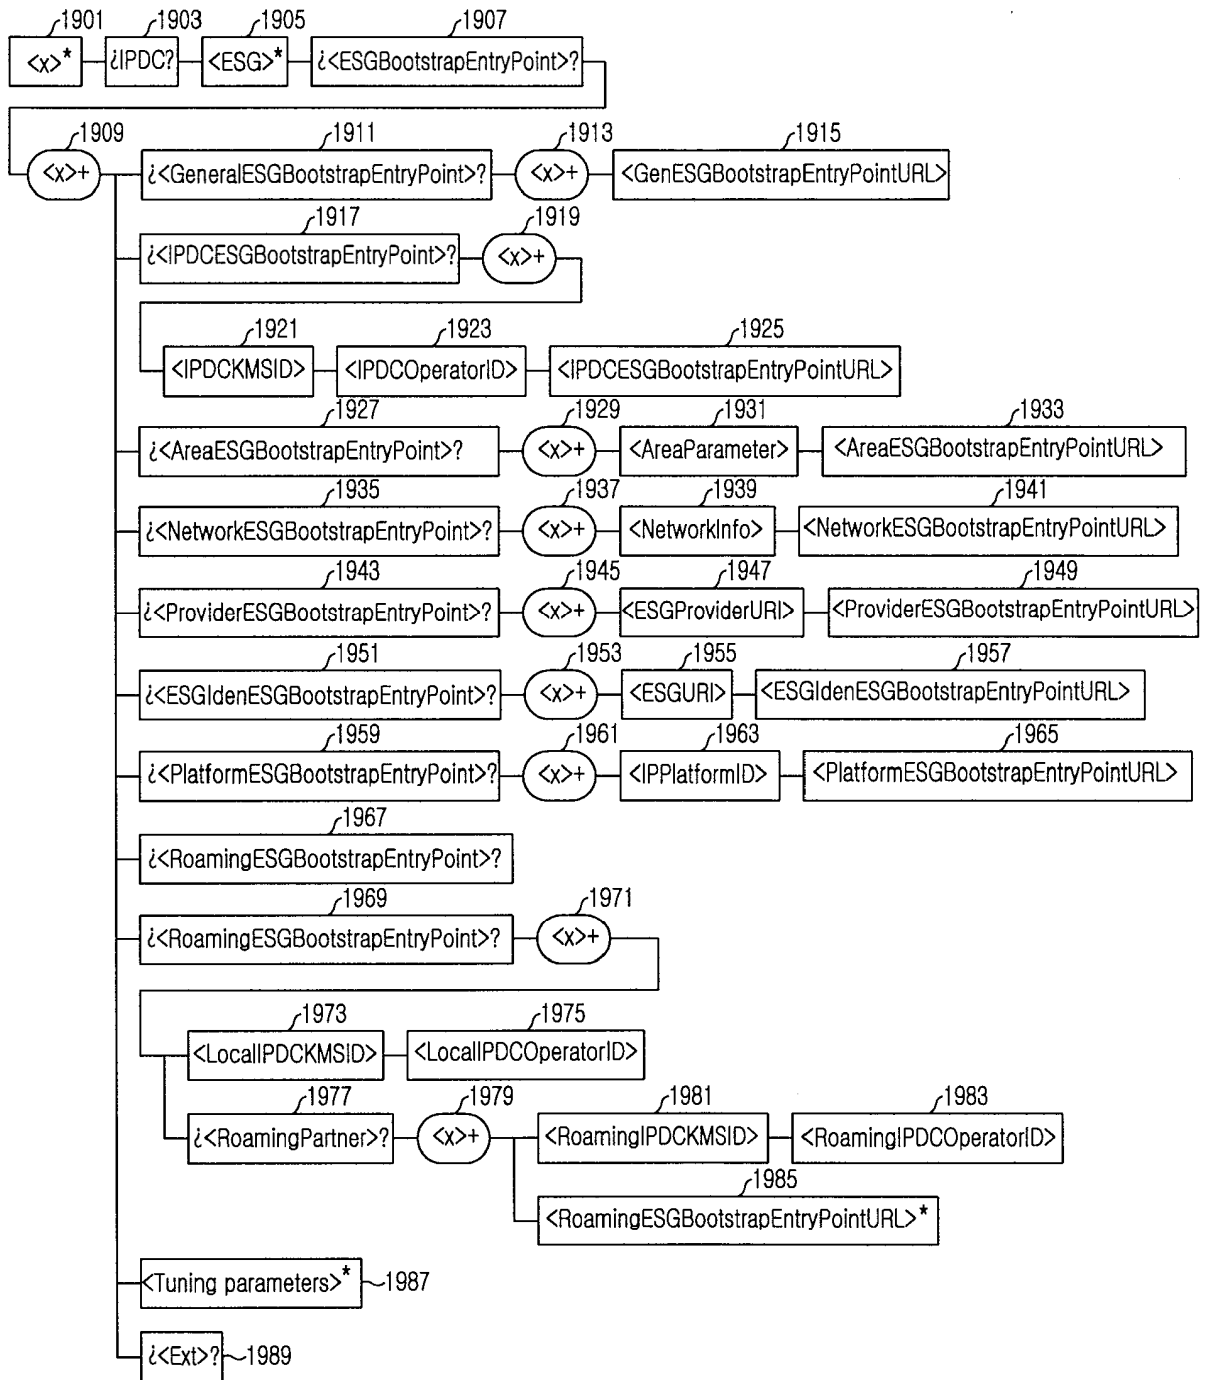 1901 1903 1905 1907
<x>* ¿IPDC? <ESG>* ¿<ESGBootstrapEntryPoint>?
1909 1911 1913 1915
<x>+ ¿<GeneralESGBootstrapEntryPoint>? <x>+ <GenESGBootstrapEntryPointURL>
1917 1919
¿<IPDCESGBootstrapEntryPoint>? <x>+
1921 1923 1925
<IPDCKMSID> <IPDCOperatorID> <IPDCESGBootstrapEntryPointURL>
1927 1929 1931 1933
¿<AreaESGBootstrapEntryPoint>? <x>+ <AreaParameter> <AreaESGBootstrapEntryPointURL>
1935 1937 1939 1941
¿<NetworkESGBootstrapEntryPoint>? <x>+ <NetworkInfo> <NetworkESGBootstrapEntryPointURL>
1943 1945 1947 1949
¿<ProviderESGBootstrapEntryPoint>? <x>+ <ESGProviderURI> <ProviderESGBootstrapEntryPointURL>
1951 1953 1955 1957
¿<ESGIdenESGBootstrapEntryPoint>? <x>+ <ESGURI> <ESGIdenESGBootstrapEntryPointURL>
1959 1961 1963 1965
¿<PlatformESGBootstrapEntryPoint>? <x>+ <IPPlatformID> <PlatformESGBootstrapEntryPointURL>
1967
¿<RoamingESGBootstrapEntryPoint>?
1969 1971
¿<RoamingESGBootstrapEntryPoint>? <x>+
1973 1975
<LocalIPDCKMSID> <LocalIPDCOperatorID>
1977 1979 1981 1983
¿<RoamingPartner>? <x>+ <RoamingIPDCKMSID> <RoamingIPDCOperatorID>
1985
<RoamingESGBootstrapEntryPointURL>*
<Tuning parameters>* 1987
¿<Ext>? 1989